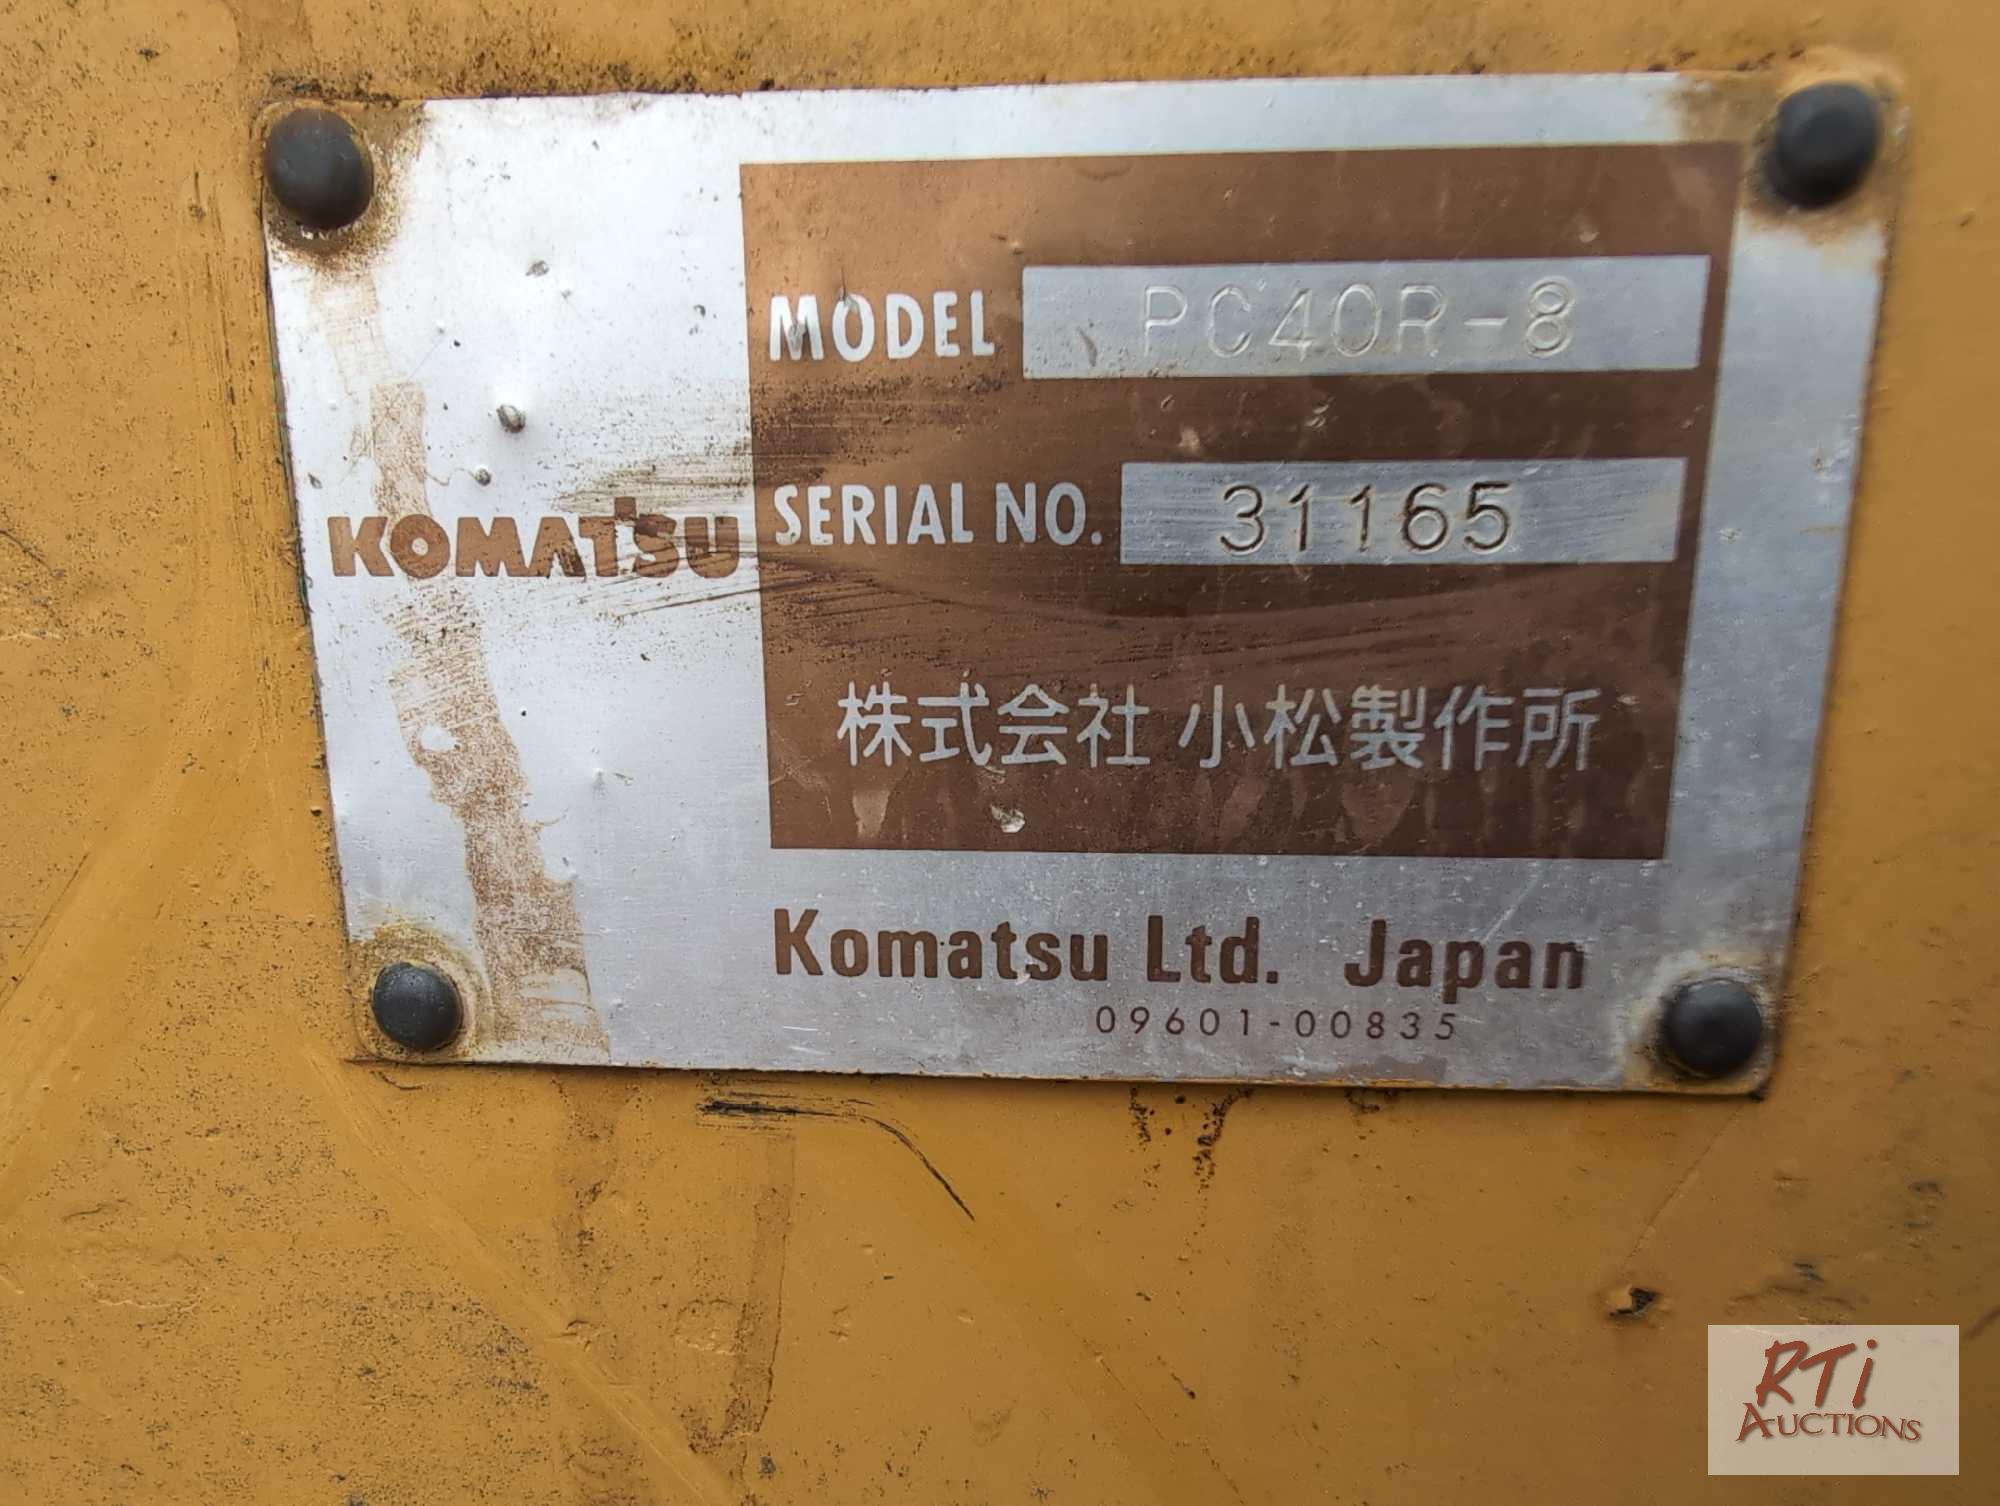 KOMATSU
MODEL PC40R-8
SERIAL NO. 31165
株式会社 小松製作所
Komatsu Ltd. Japan
09601-00835
RTi
AUCTIONS